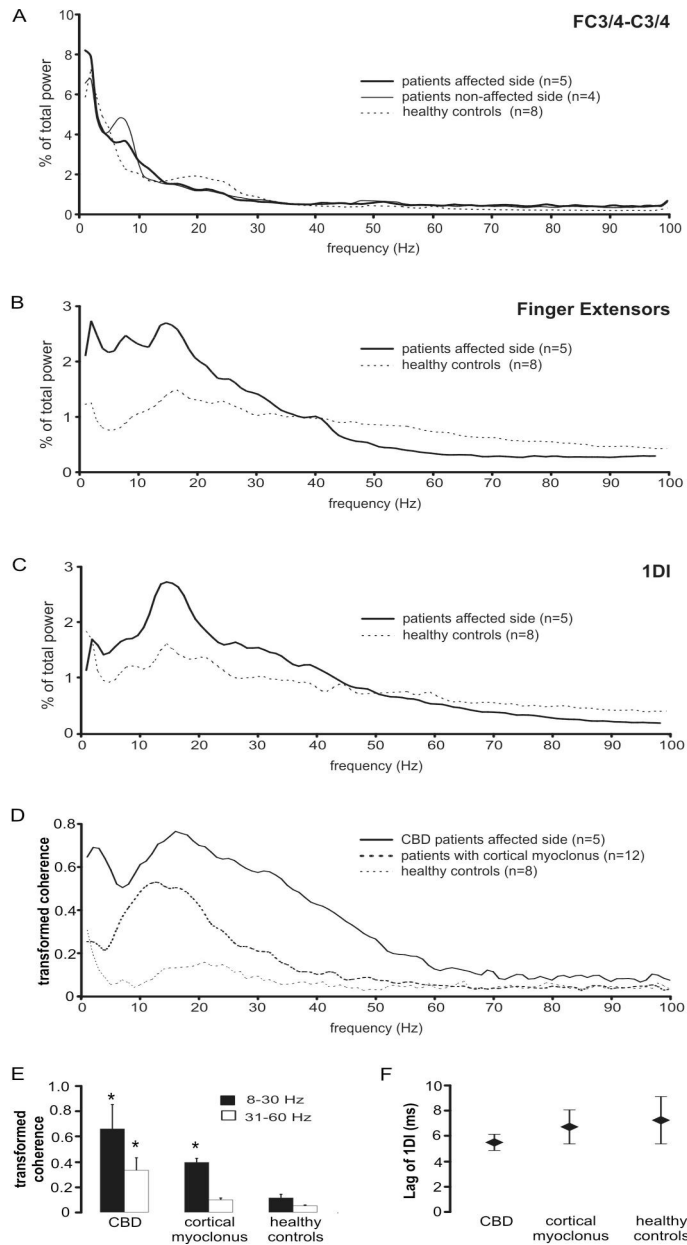 A
FC3/4-C3/4
10
8
6
4
2
0
% of total power
patients affected side (n=5)
patients non-affected side (n=4)
healthy controls (n=8)
0 10 20 30 40 50 60 70 80 90 100
frequency (Hz)
B
Finger Extensors
3
2
1
0
% of total power
patients affected side (n=5)
healthy controls (n=8)
0 10 20 30 40 50 60 70 80 90 100
frequency (Hz)
C
1DI
3
2
1
0
% of total power
patients affected side (n=5)
healthy controls (n=8)
0 10 20 30 40 50 60 70 80 90 100
frequency (Hz)
D
0.8
0.6
0.4
0.2
0
transformed coherence
CBD patients affected side (n=5)
patients with cortical myoclonus (n=12)
healthy controls (n=8)
0 10 20 30 40 50 60 70 80 90 100
frequency (Hz)
E
1.0
0.8
0.6
0.4
0.2
0
transformed
coherence
* * *
8-30 Hz
31-60 Hz
CBD
cortical
myoclonus
healthy
controls
F
10
8
6
4
2
0
Lag of 1DI (ms)
CBD
cortical
myoclonus
healthy
controls